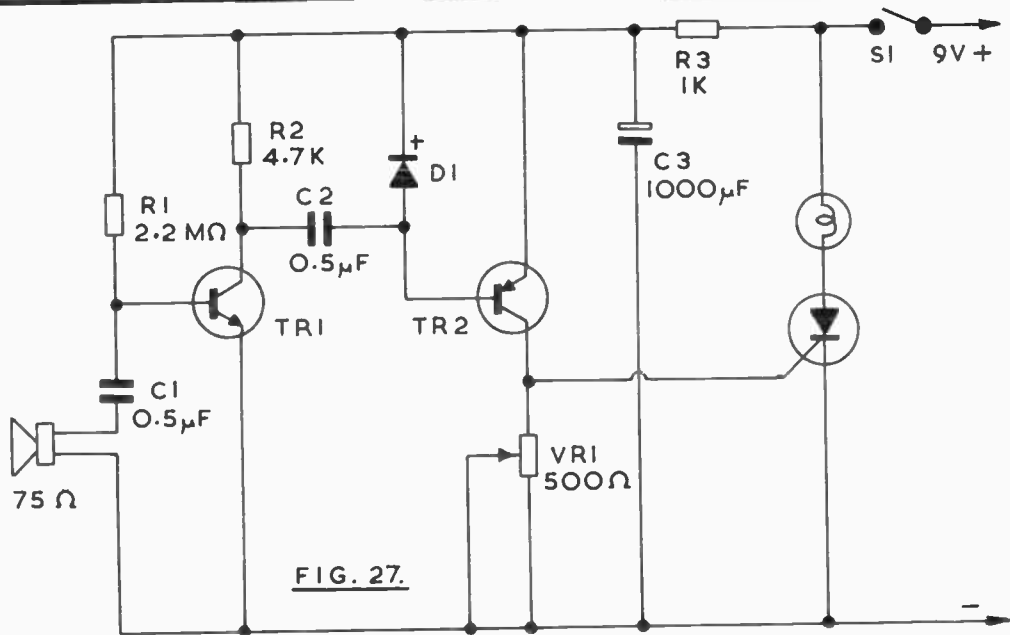 R3
1K
S1
9V+
R2
4.7K
+
D1
C3
1000µF
C2
0.5µF
R1
2.2 MΩ
TR1
TR2
C1
0.5µF
VR1
500Ω
75 Ω
FIG. 27.
-